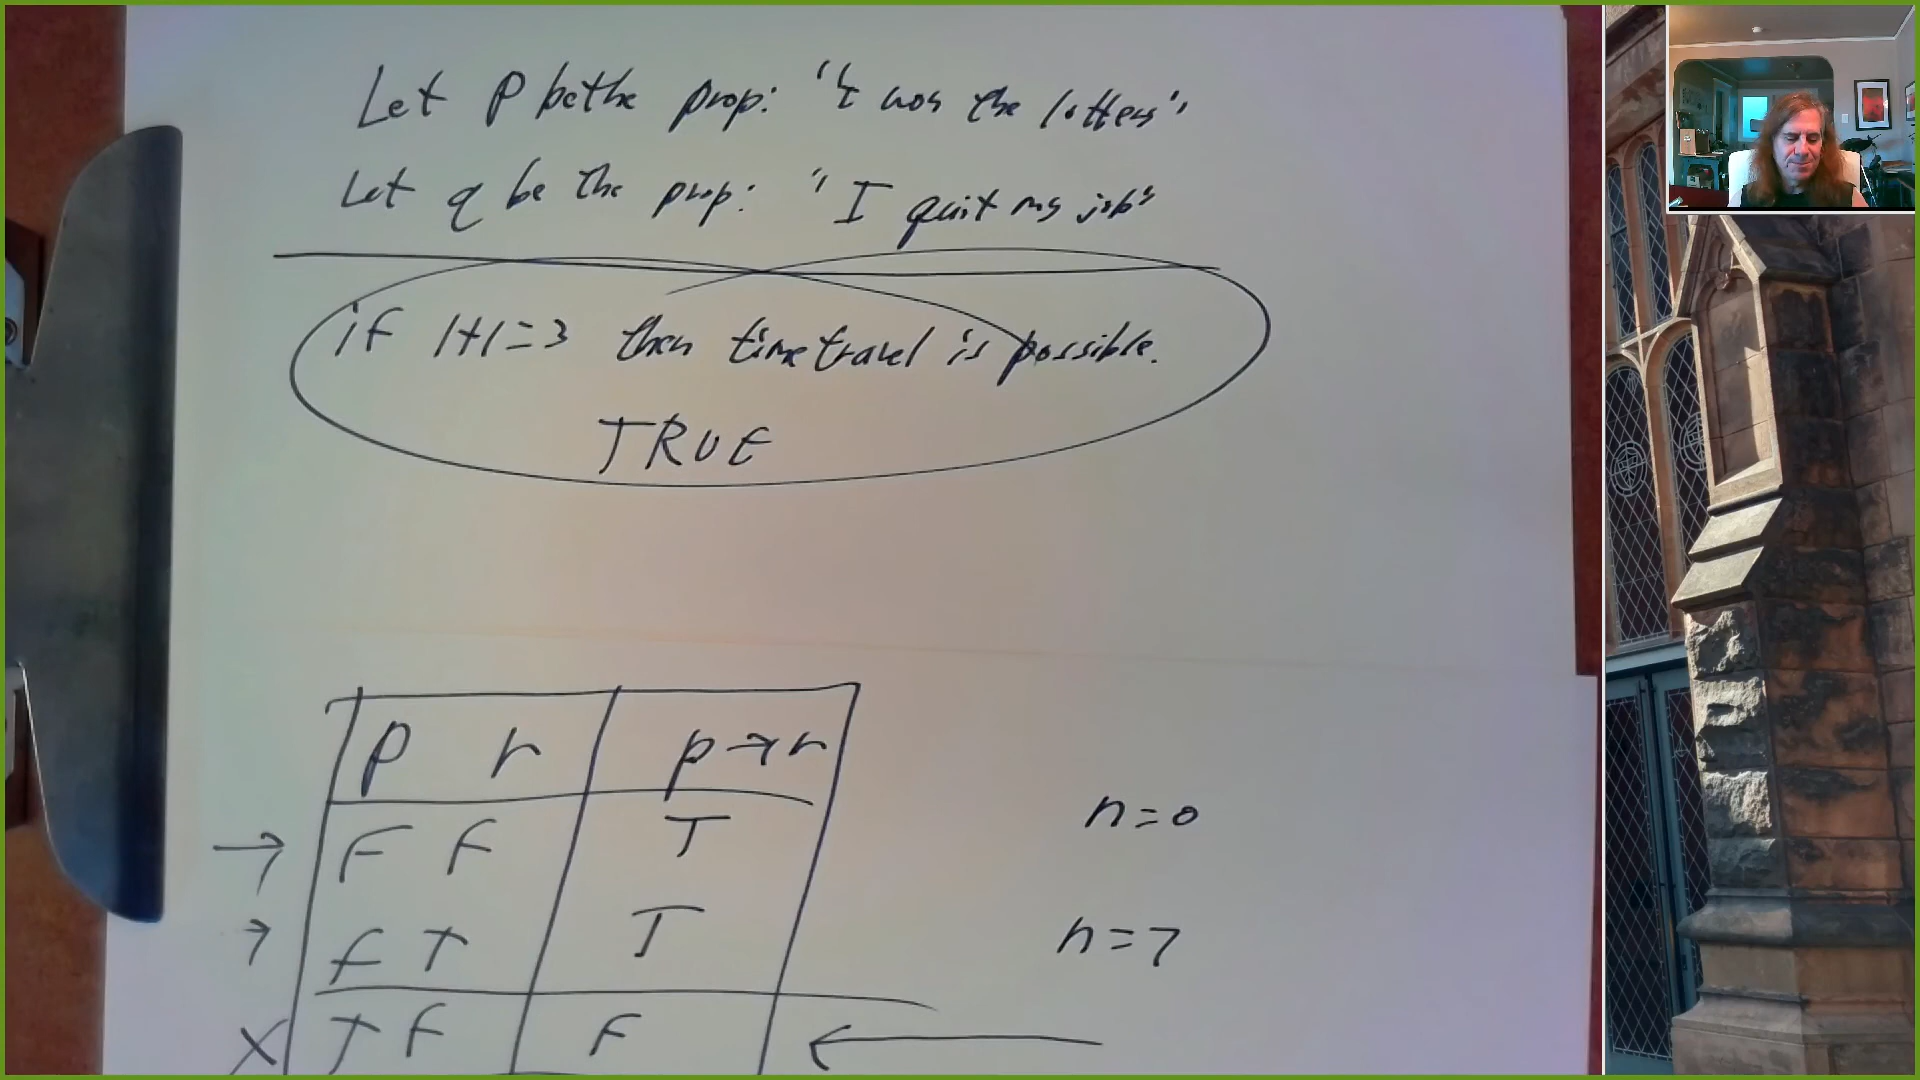 Let P be the prop: "I won the lottery"
Let q be the prop: "I quit my job"
if 1+1=3 then time travel is possible.
TRUE
p r p→r
→ F F T n=0
→ F T T n=7
X T F F ←